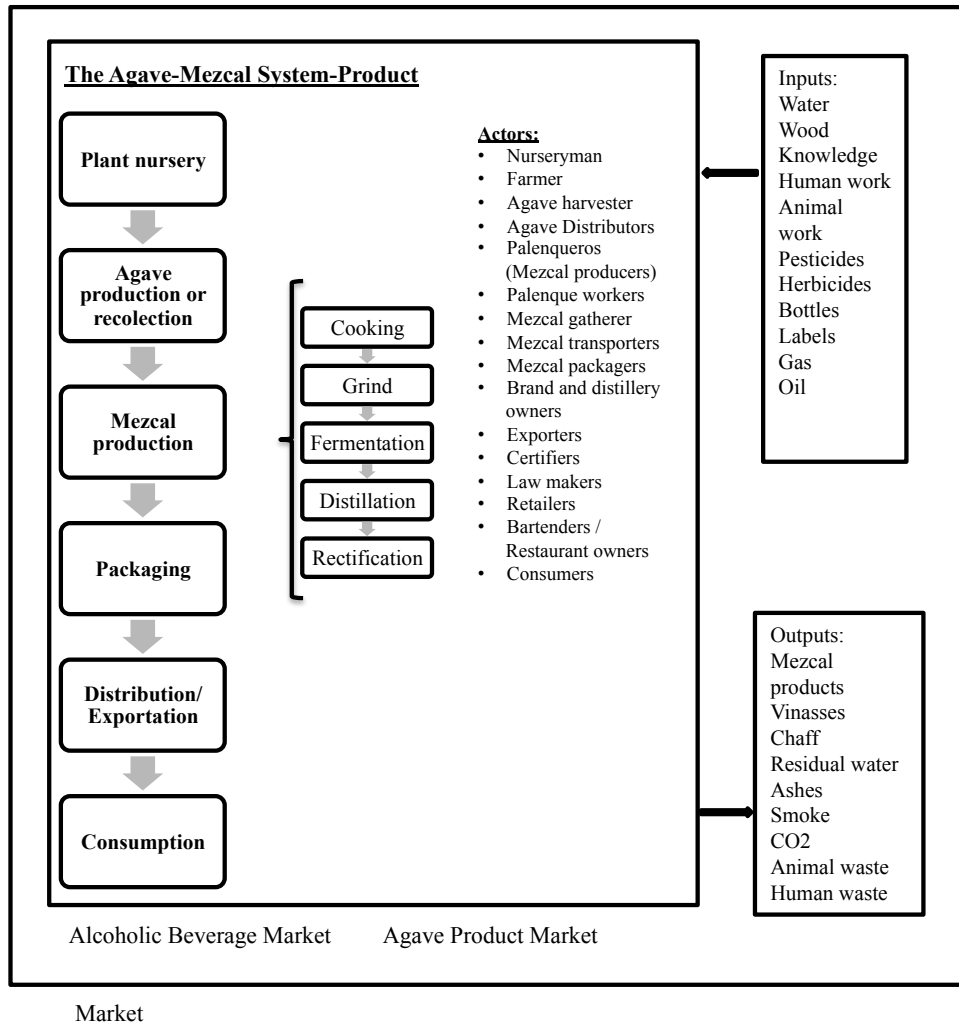 The Agave-Mezcal System-Product
Plant nursery
Agave
production or
recolection
Mezcal
production
Packaging
Distribution/
Exportation
Consumption
Cooking
Grind
Fermentation
Distillation
Rectification
Actors:
• Nurseryman
• Farmer
• Agave harvester
• Agave Distributors
• Palenqueros
(Mezcal producers)
• Palenque workers
• Mezcal gatherer
• Mezcal transporters
• Mezcal packagers
• Brand and distillery
owners
• Exporters
• Certifiers
• Law makers
• Retailers
• Bartenders /
Restaurant owners
• Consumers
Inputs:
Water
Wood
Knowledge
Human work
Animal
work
Pesticides
Herbicides
Bottles
Labels
Gas
Oil
Outputs:
Mezcal
products
Vinasses
Chaff
Residual water
Ashes
Smoke
CO2
Animal waste
Human waste
Alcoholic Beverage Market Agave Product Market
Market